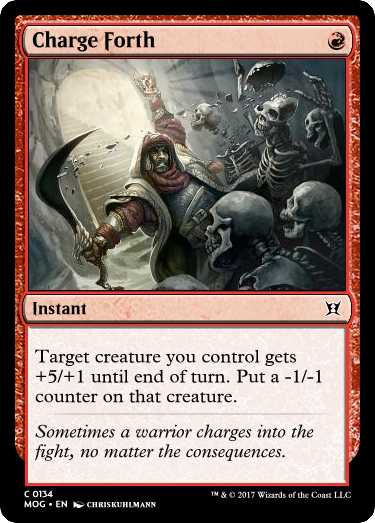 Charge Forth
Instant
Target creature you control gets
+5/+1 until end of turn. Put a -1/-1
counter on that creature.
Sometimes a warrior charges into the
fight, no matter the consequences.
C 0134
MOG • EN CHRISKUHLMANN
™ & © 2017 Wizards of the Coast LLC